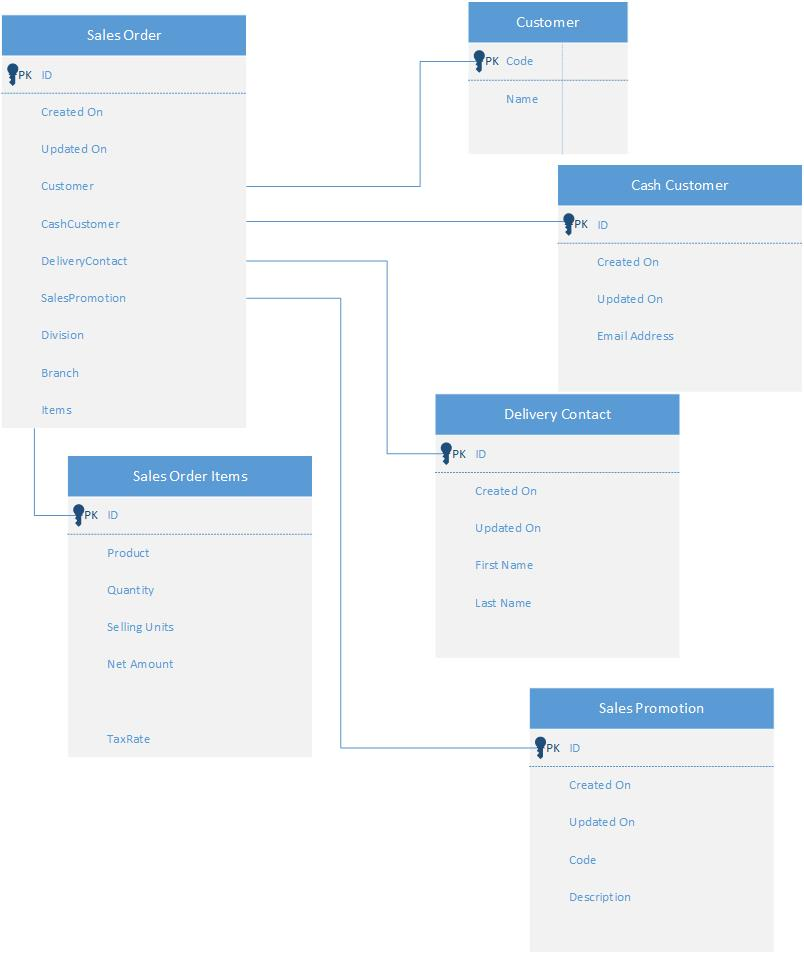 Sales Order
PK ID
Created On
Updated On
Customer
CashCustomer
DeliveryContact
SalesPromotion
Division
Branch
Items
Customer
PK Code
Name
Cash Customer
PK ID
Created On
Updated On
Email Address
Delivery Contact
PK ID
Created On
Updated On
First Name
Last Name
Sales Order Items
PK ID
Product
Quantity
Selling Units
Net Amount
TaxRate
Sales Promotion
PK ID
Created On
Updated On
Code
Description